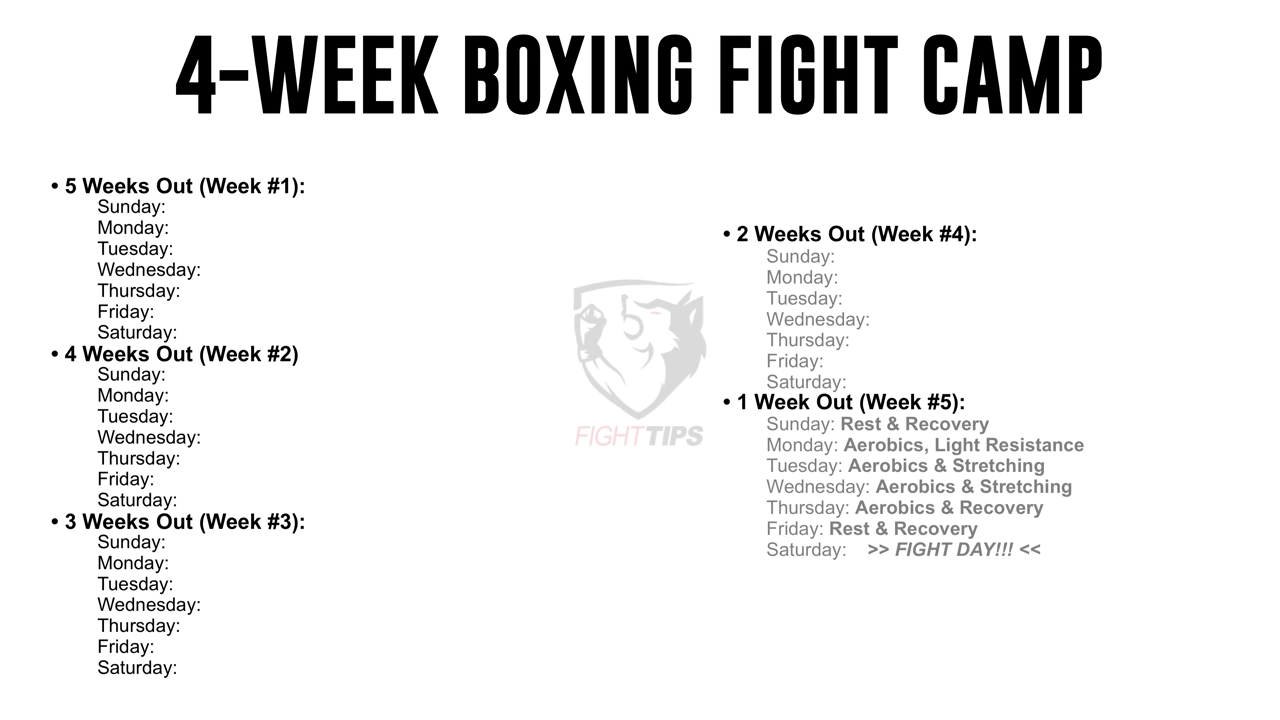 4-WEEK BOXING FIGHT CAMP
• 5 Weeks Out (Week #1):
Sunday:
Monday:
Tuesday:
Wednesday:
Thursday:
Friday:
Saturday:
• 4 Weeks Out (Week #2)
Sunday:
Monday:
Tuesday:
Wednesday:
Thursday:
Friday:
Saturday:
• 3 Weeks Out (Week #3):
Sunday:
Monday:
Tuesday:
Wednesday:
Thursday:
Friday:
Saturday:
FIGHTTIPS
• 2 Weeks Out (Week #4):
Sunday:
Monday:
Tuesday:
Wednesday:
Thursday:
Friday:
Saturday:
• 1 Week Out (Week #5):
Sunday: Rest & Recovery
Monday: Aerobics, Light Resistance
Tuesday: Aerobics & Stretching
Wednesday: Aerobics & Stretching
Thursday: Aerobics & Recovery
Friday: Rest & Recovery
Saturday: >> FIGHT DAY!!! <<